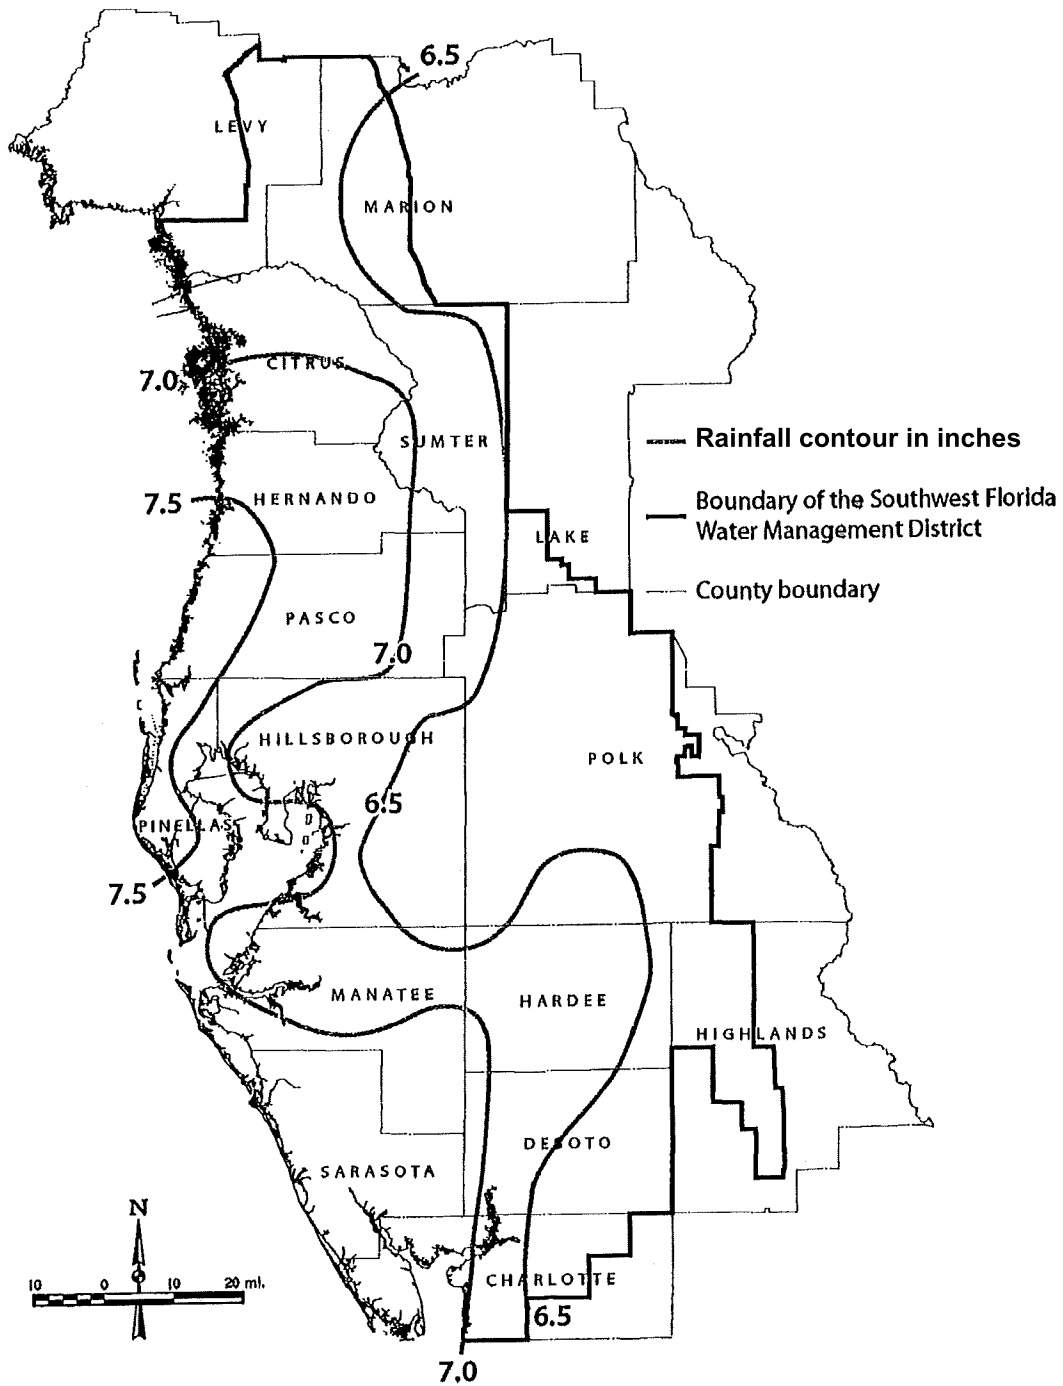 6.5
LEVY
MARION
CITRUS
7.0
SUMTER
Rainfall contour in inches
7.5
HERNANDO
Boundary of the Southwest Florida
Water Management District
LAKE
County boundary
PASCO
7.0
HILLSBOROUGH
POLK
6.5
PINELLAS
7.5
MANATEE
HARDEE
HIGHLANDS
DESOTO
SARASOTA
N
CHARLOTTE
10 0 10 20 mi.
6.5
7.0